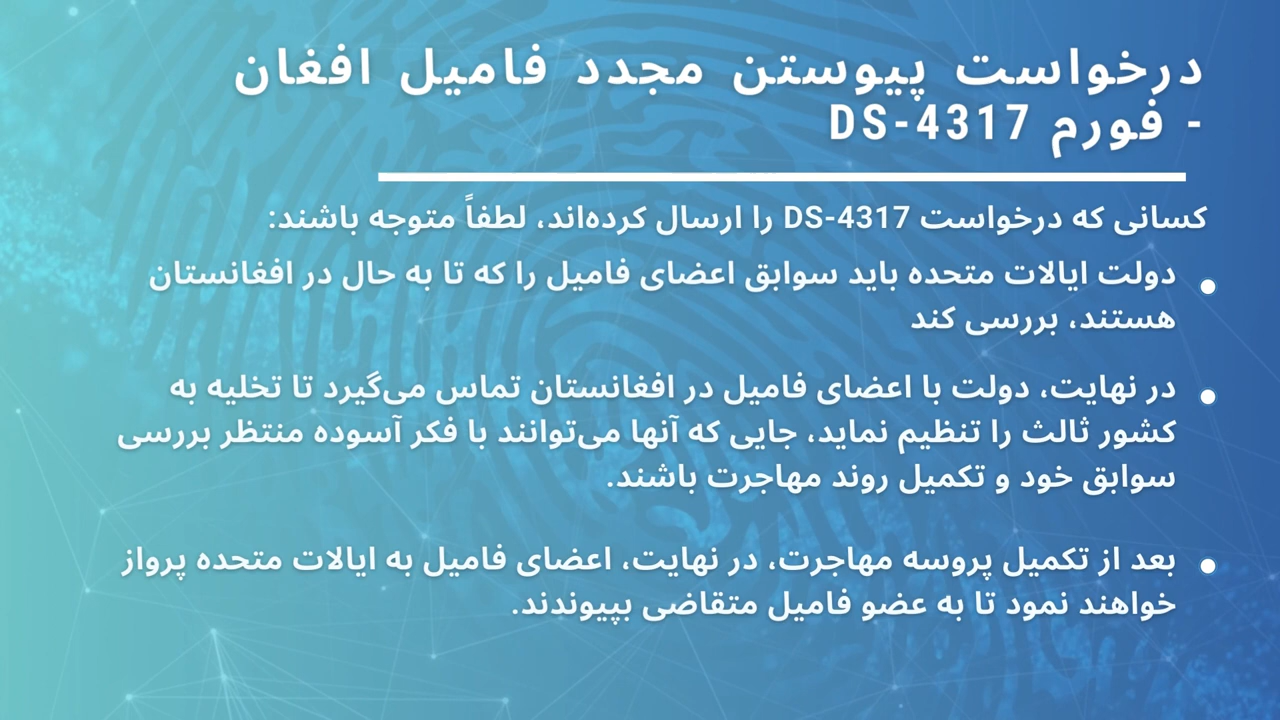 درخواست پیوستن مجدد فامیل افغان
- فورم DS-4317
کسانی که درخواست DS-4317 را ارسال کرده‌اند، لطفاً متوجه باشند:
دولت ایالات متحده باید سوابق اعضای فامیل را که تا به حال در افغانستان
هستند، بررسی کند
در نهایت، دولت با اعضای فامیل در افغانستان تماس می‌گیرد تا تخلیه به
کشور ثالث را تنظیم نماید، جایی که آنها می‌توانند با فکر آسوده منتظر بررسی
سوابق خود و تکمیل روند مهاجرت باشند.
بعد از تکمیل پروسه مهاجرت، در نهایت، اعضای فامیل به ایالات متحده پرواز
خواهند نمود تا به عضو فامیل متقاضی بپیوندند.